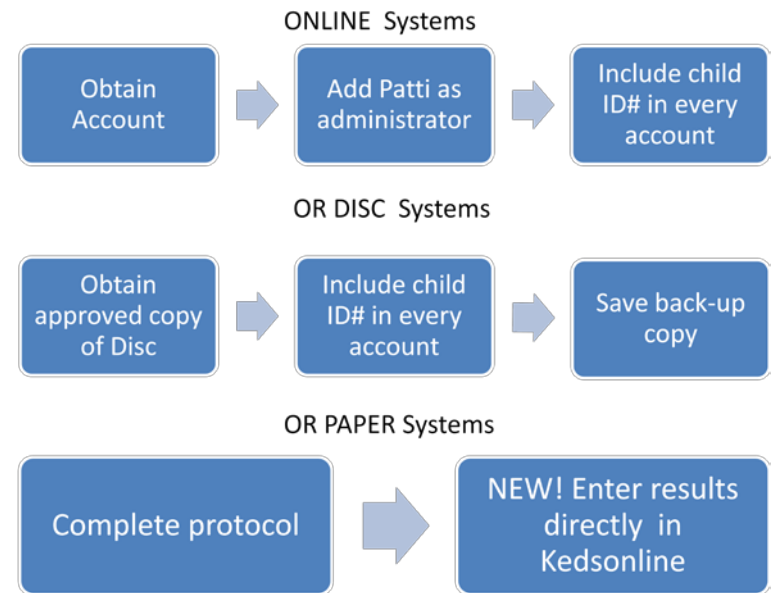 ONLINE Systems
Obtain
Account
Add Patti as
administrator
Include child
ID# in every
account
OR DISC Systems
Obtain
approved copy
of Disc
Include child
ID# in every
account
Save back-up
copy
OR PAPER Systems
Complete protocol
NEW! Enter results
directly in
Kedsonline